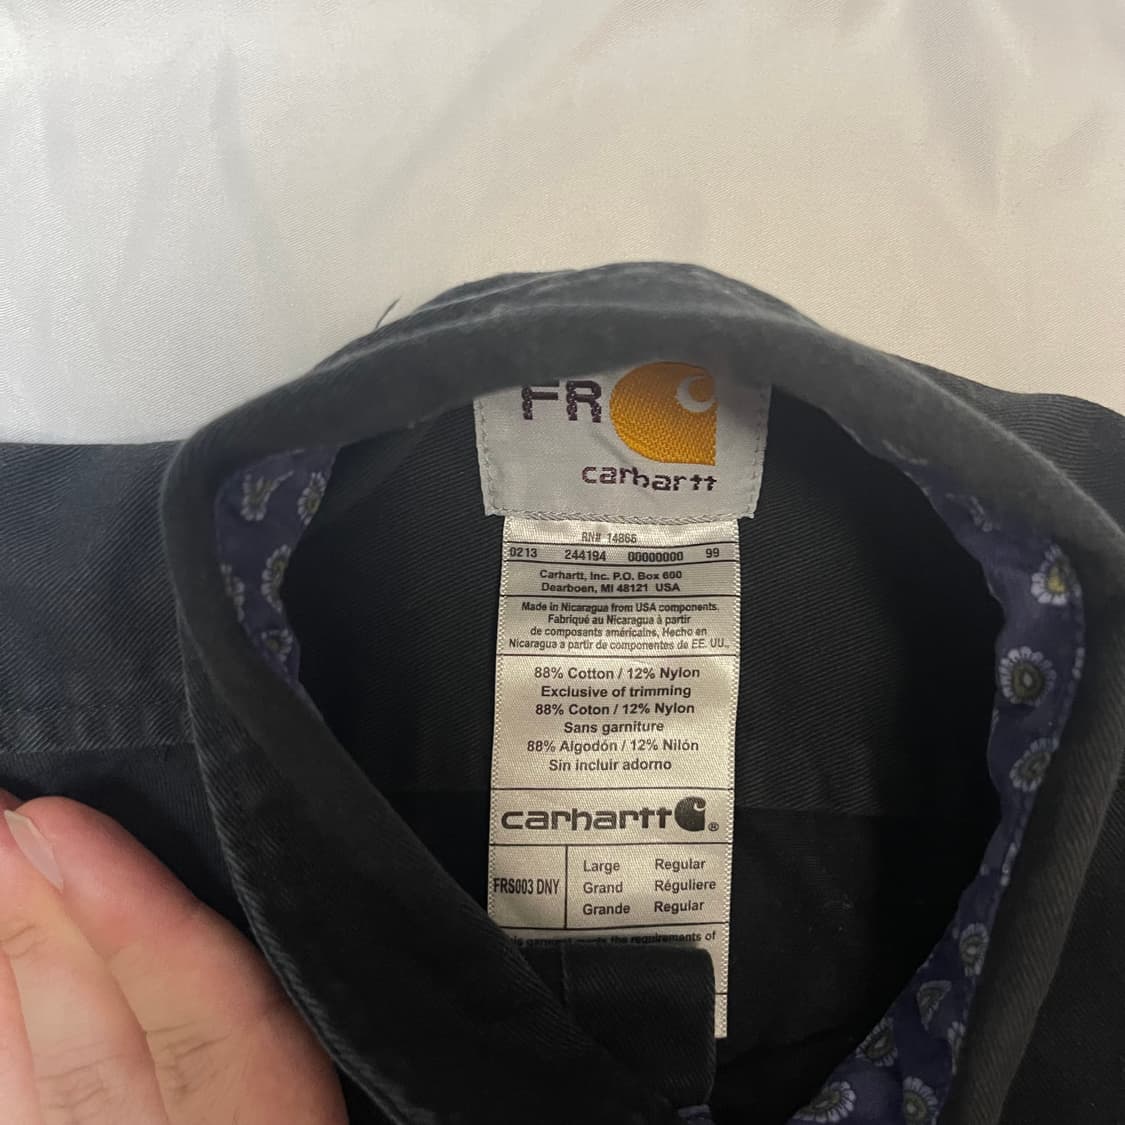 FR
carhartt
RN# 14866
0213 244194 00000000 99
Carhartt, Inc. P.O. Box 600
Dearboen, MI 48121 USA
Made in Nicaragua from USA components.
Fabriqué au Nicaragua à partir
de composants américains, Hecho en
Nicaragua a partir de componentes de EE. UU.
88% Cotton / 12% Nylon
Exclusive of trimming
88% Coton / 12% Nylon
Sans garniture
88% Algodón / 12% Nilón
Sin incluir adorno
carhartt ®
FRS003 DNY
Large Regular
Grand Réguliere
Grande Regular
the requirements of